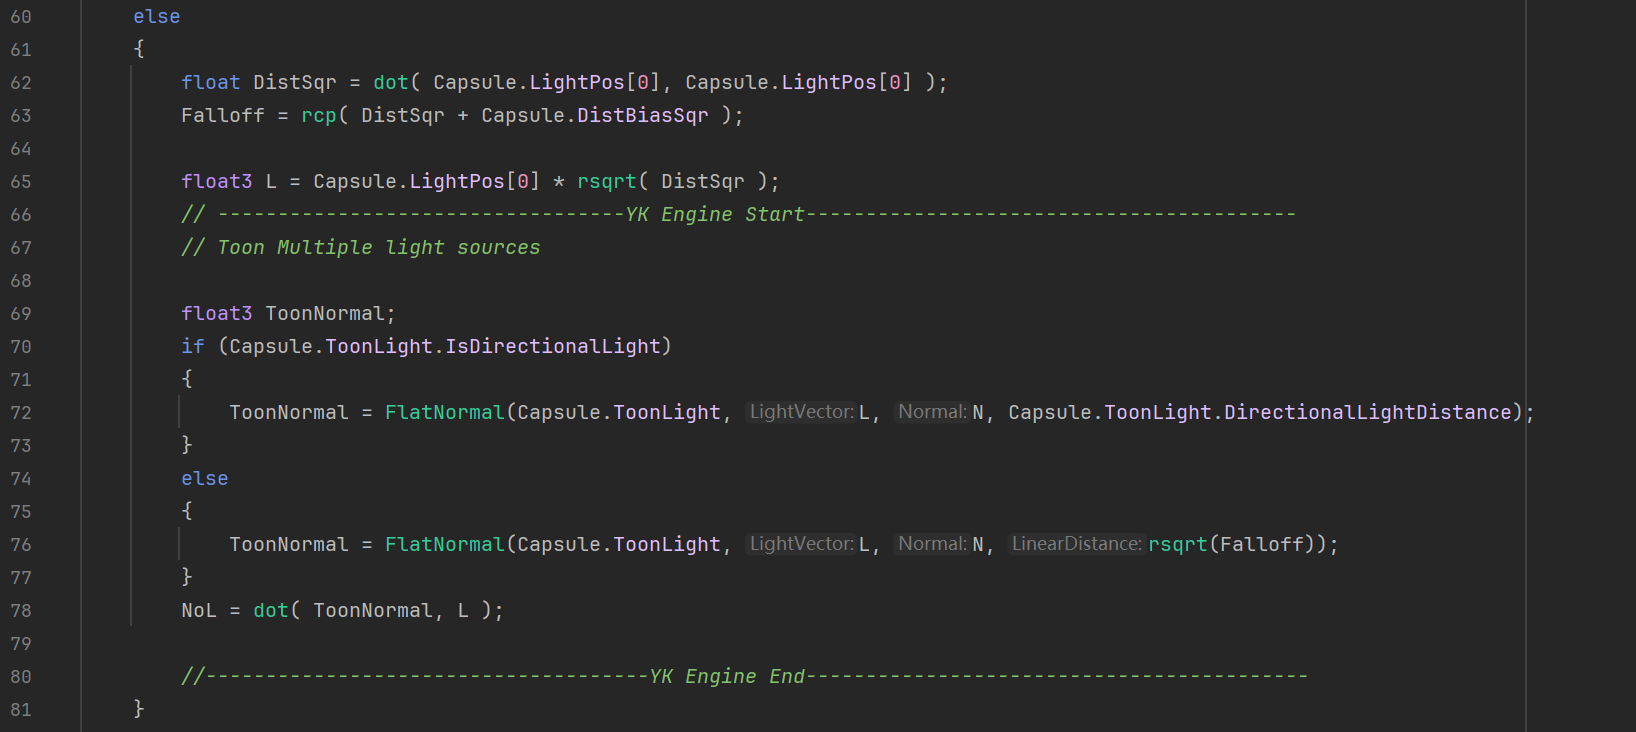 60 else
61 {
62 float DistSqr = dot( Capsule.LightPos[0], Capsule.LightPos[0] );
63 Falloff = rcp( DistSqr + Capsule.DistBiasSqr );
64
65 float3 L = Capsule.LightPos[0] * rsqrt( DistSqr );
66 // ----------------------------------YK Engine Start-----------------------------------------
67 // Toon Multiple light sources
68
69 float3 ToonNormal;
70 if (Capsule.ToonLight.IsDirectionalLight)
71 {
72 ToonNormal = FlatNormal(Capsule.ToonLight, LightVector: L, Normal: N, Capsule.ToonLight.DirectionalLightDistance);
73 }
74 else
75 {
76 ToonNormal = FlatNormal(Capsule.ToonLight, LightVector: L, Normal: N, LinearDistance: rsqrt(Falloff));
77 }
78 NoL = dot( ToonNormal, L );
79
80 //-------------------------------------YK Engine End------------------------------------------
81 }